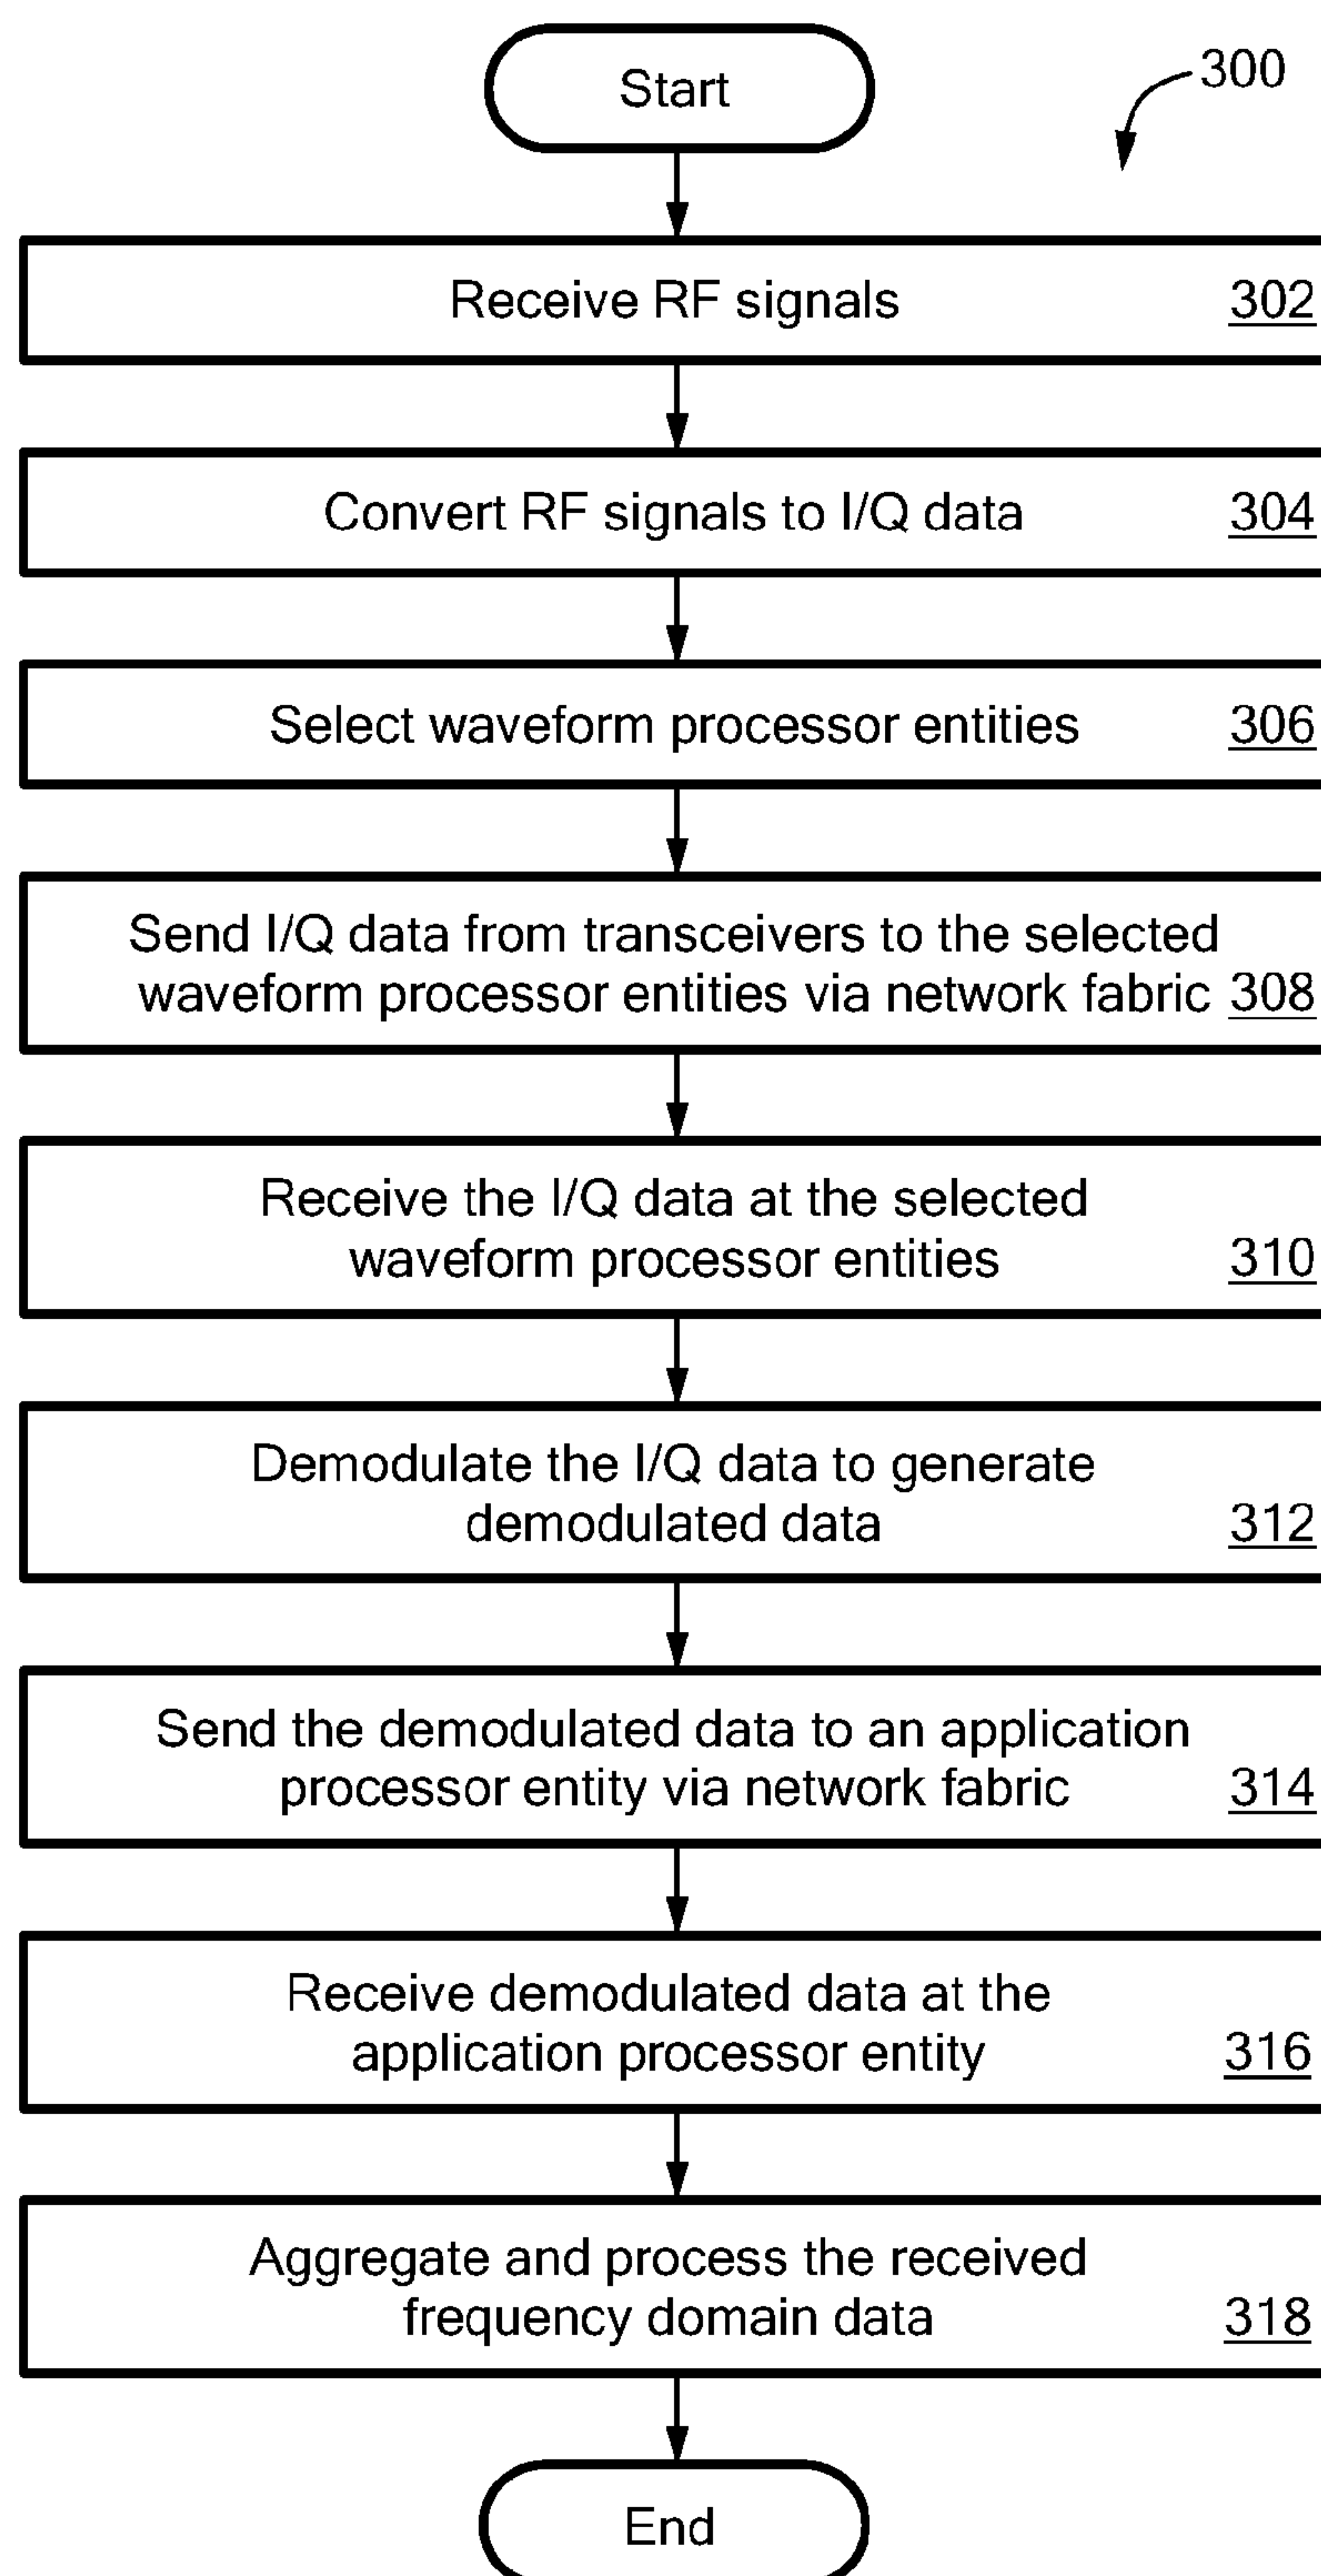 Start
300
Receive RF signals 302
Convert RF signals to I/Q data 304
Select waveform processor entities 306
Send I/Q data from transceivers to the selected
waveform processor entities via network fabric 308
Receive the I/Q data at the selected
waveform processor entities 310
Demodulate the I/Q data to generate
demodulated data 312
Send the demodulated data to an application
processor entity via network fabric 314
Receive demodulated data at the
application processor entity 316
Aggregate and process the received
frequency domain data 318
End